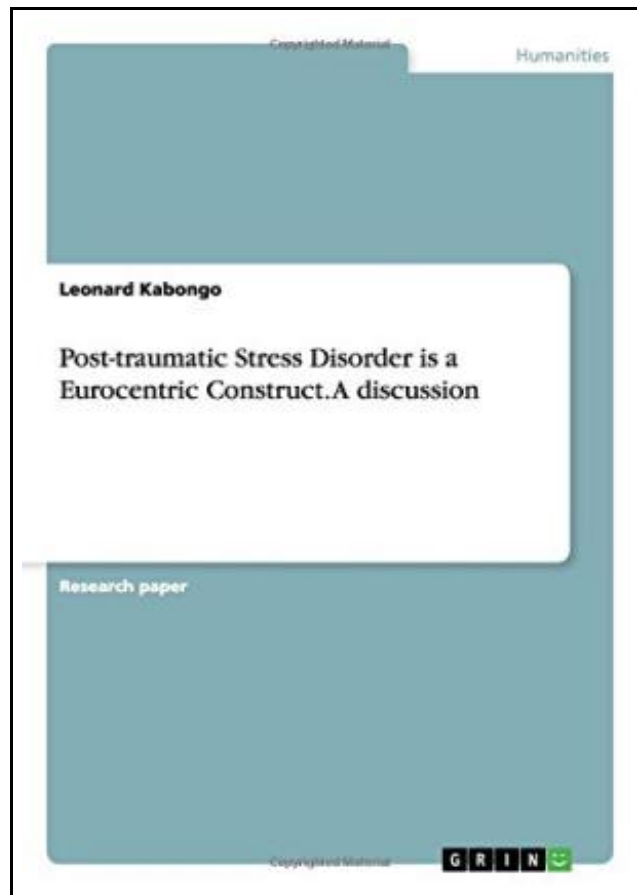 Copyrighted Material
Humanities
Leonard Kabongo
Post-traumatic Stress Disorder is a
Eurocentric Construct. A discussion
Research paper
Copyrighted Material
GRIN